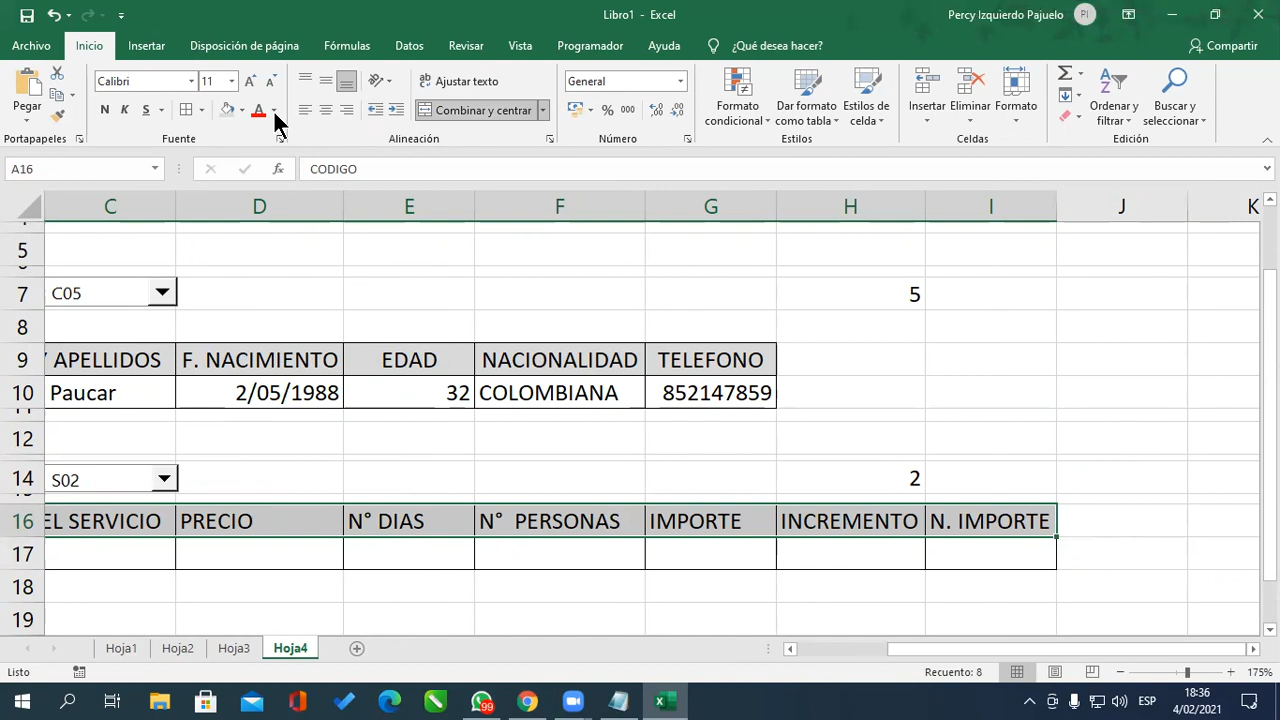 Libro1 - Excel
Percy Izquierdo Pajuelo
PI
Archivo
Inicio
Insertar
Disposición de página
Fórmulas
Datos
Revisar
Vista
Programador
Ayuda
¿Qué desea hacer?
Compartir
Pegar
Portapapeles
Calibri
11
N K S
Fuente
Ajustar texto
Combinar y centrar
Alineación
General
% 000
Número
Formato condicional
Dar formato como tabla
Estilos de celda
Estilos
Insertar
Eliminar
Formato
Celdas
Ordenar y filtrar
Buscar y seleccionar
Edición
A16
fx
CODIGO
C D E F G H I J K
5
7 C05 5
8
9 APELLIDOS F. NACIMIENTO EDAD NACIONALIDAD TELEFONO
10 Paucar 2/05/1988 32 COLOMBIANA 852147859
12
14 S02 2
16 EL SERVICIO PRECIO N° DIAS N° PERSONAS IMPORTE INCREMENTO N. IMPORTE
17
18
19
Hoja1 Hoja2 Hoja3 Hoja4
Listo
Recuento: 8
175%
99
ESP
18:36
4/02/2021